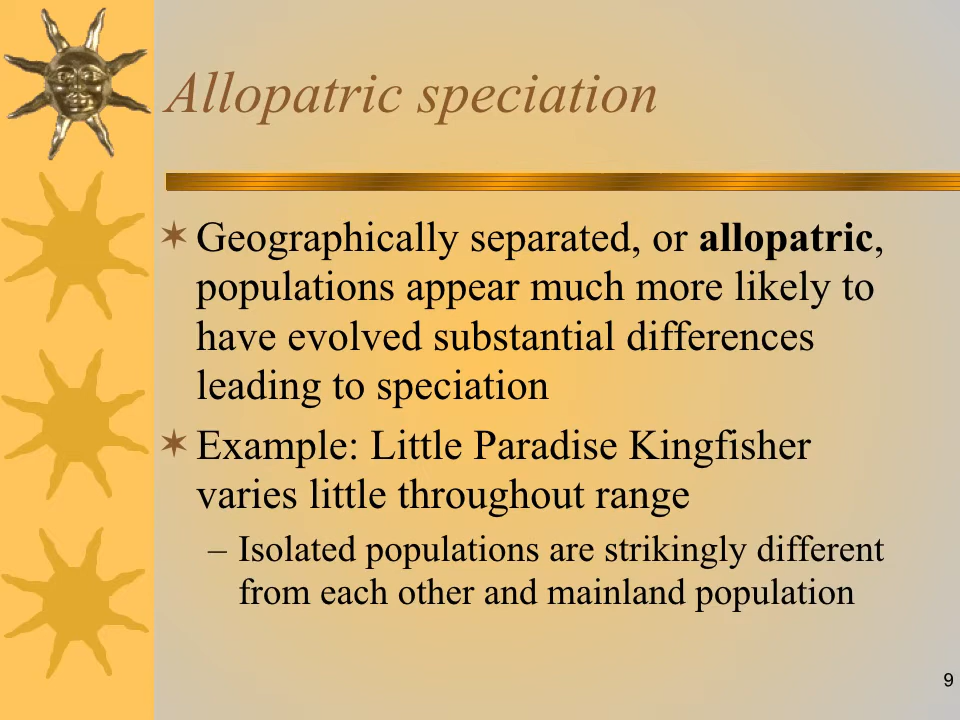 Allopatric speciation
Geographically separated, or allopatric,
populations appear much more likely to
have evolved substantial differences
leading to speciation
Example: Little Paradise Kingfisher
varies little throughout range
– Isolated populations are strikingly different
from each other and mainland population
9